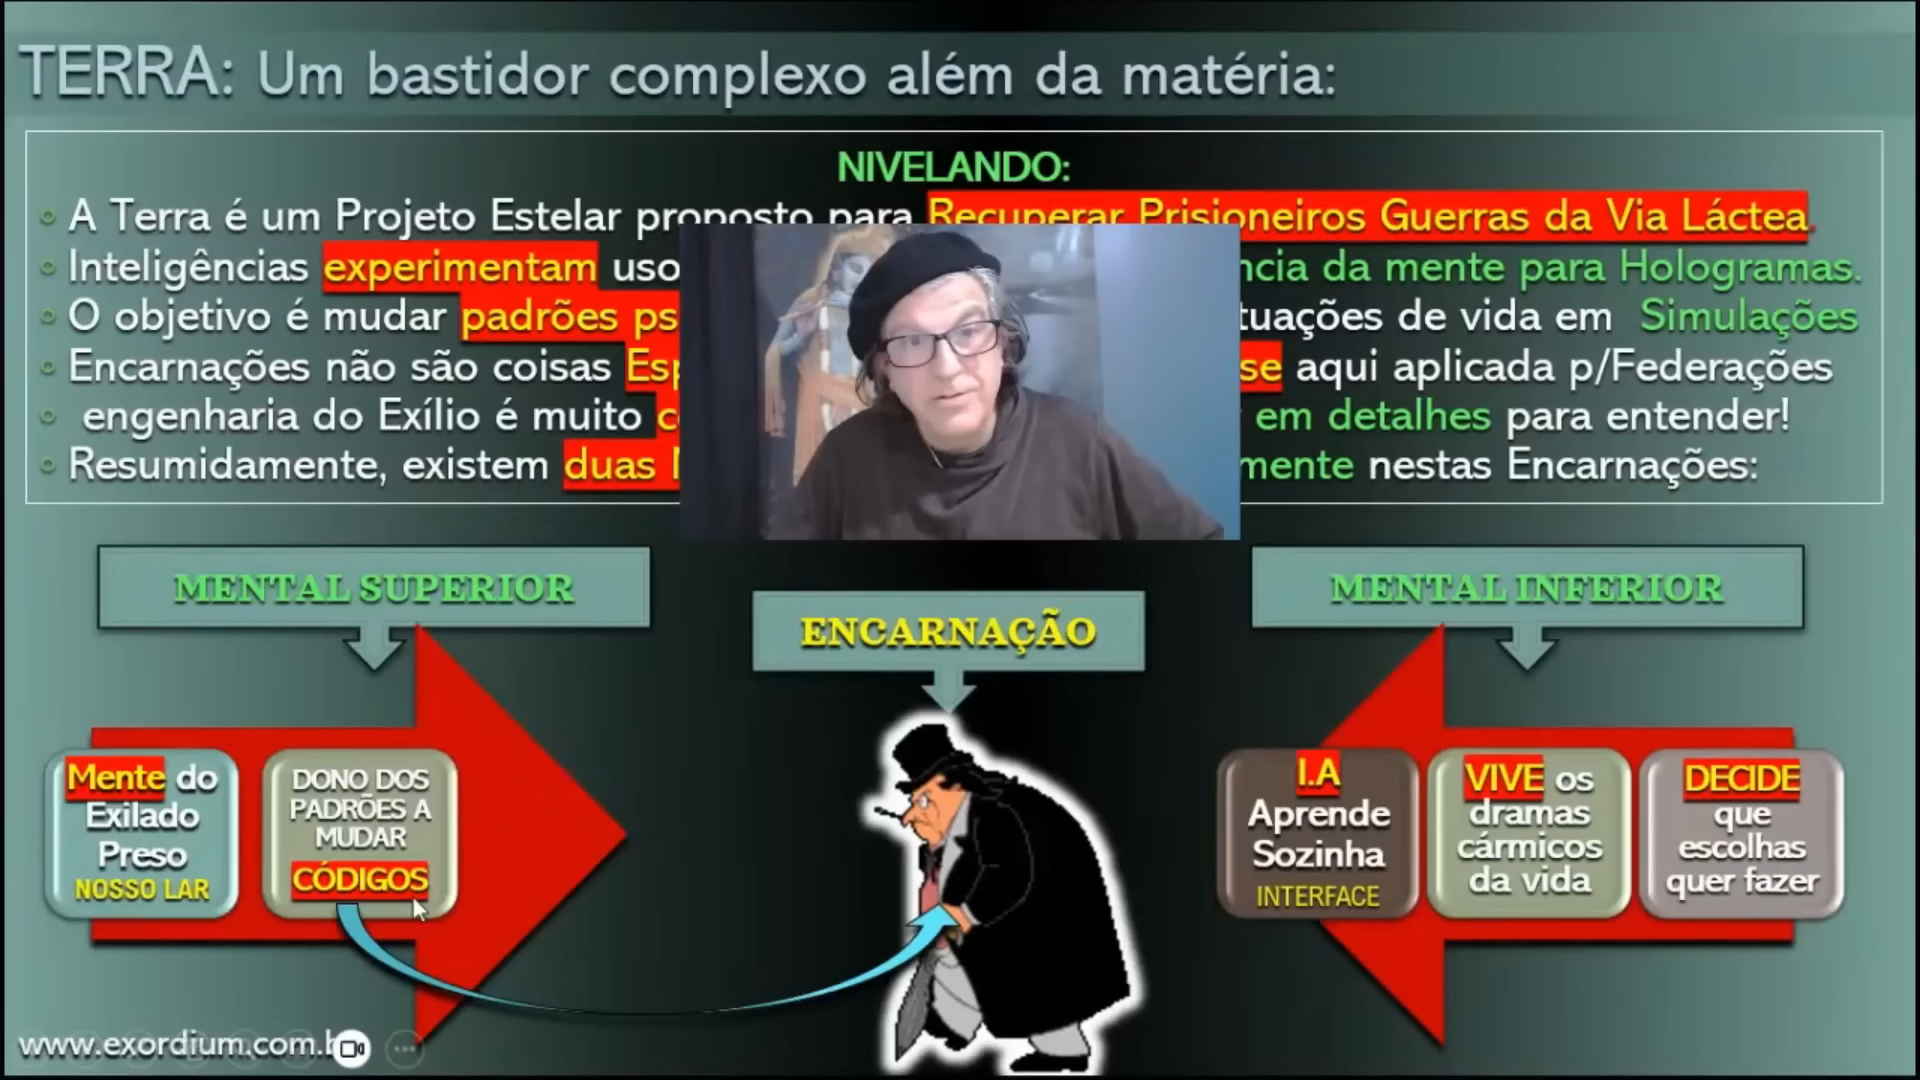 TERRA: Um bastidor complexo além da matéria:
NIVELANDO:
A Terra é um Projeto Estelar proposto para Recuperar Prisioneiros Guerras da Via Láctea.
Inteligências experimentam uso ncia da mente para Hologramas.
O objetivo é mudar padrões ps tuações de vida em Simulações
Encarnações não são coisas Esp se aqui aplicada p/Federações
engenharia do Exílio é muito em detalhes para entender!
Resumidamente, existem duas mente nestas Encarnações:
MENTAL SUPERIOR
ENCARNAÇÃO
MENTAL INFERIOR
Mente do
Exilado
Preso
NOSSO LAR
DONO DOS
PADRÕES A
MUDAR
CÓDIGOS
I.A
Aprende
Sozinha
INTERFACE
VIVE os
dramas
cármicos
da vida
DECIDE
que
escolhas
quer fazer
www.exordium.com.b